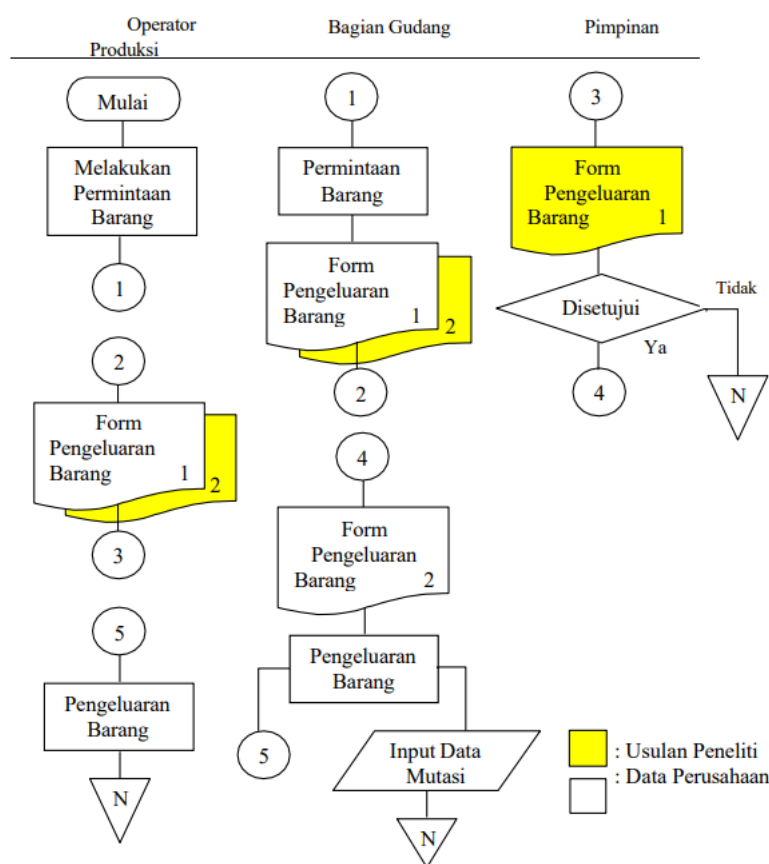 Operator
Produksi
Bagian Gudang
Pimpinan
Mulai
Melakukan
Permintaan
Barang
1
2
Form
Pengeluaran
Barang 1
2
3
5
Pengeluaran
Barang
N
1
Permintaan
Barang
Form
Pengeluaran
Barang 1
2
2
4
Form
Pengeluaran
Barang 2
Pengeluaran
Barang
5
Input Data
Mutasi
N
3
Form
Pengeluaran
Barang 1
Disetujui
Tidak
Ya
4
N
: Usulan Peneliti
: Data Perusahaan